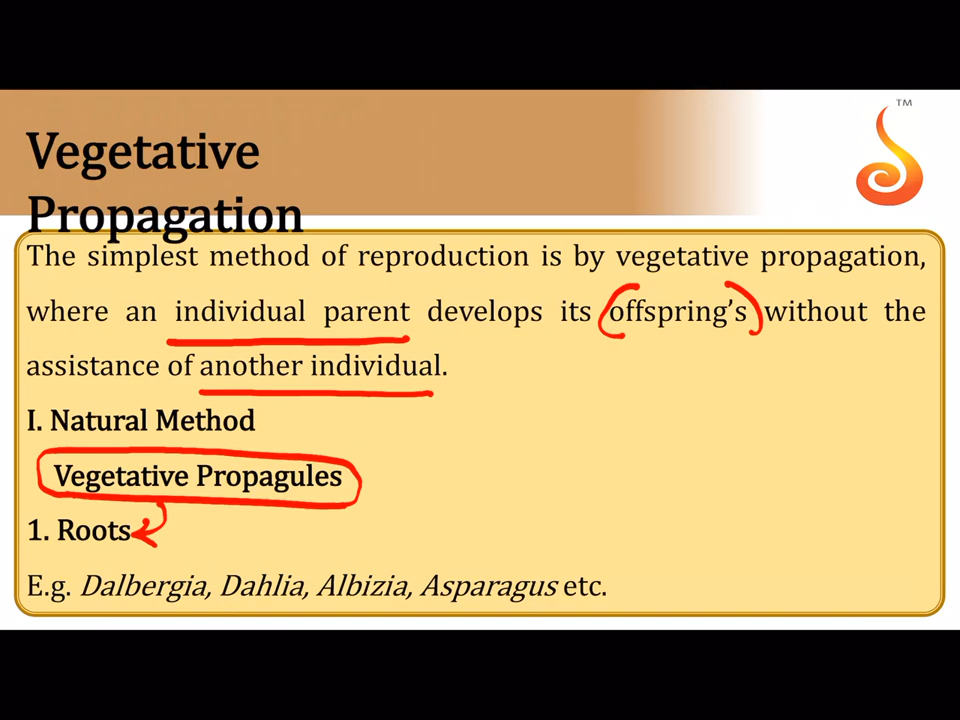 TM
Vegetative
Propagation
The simplest method of reproduction is by vegetative propagation,
where an individual parent develops its offspring’s without the
assistance of another individual.
I. Natural Method
Vegetative Propagules
1. Roots
E.g. Dalbergia, Dahlia, Albizia, Asparagus etc.